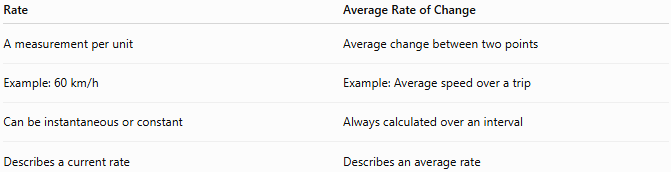 Rate Average Rate of Change
A measurement per unit Average change between two points
Example: 60 km/h Example: Average speed over a trip
Can be instantaneous or constant Always calculated over an interval
Describes a current rate Describes an average rate